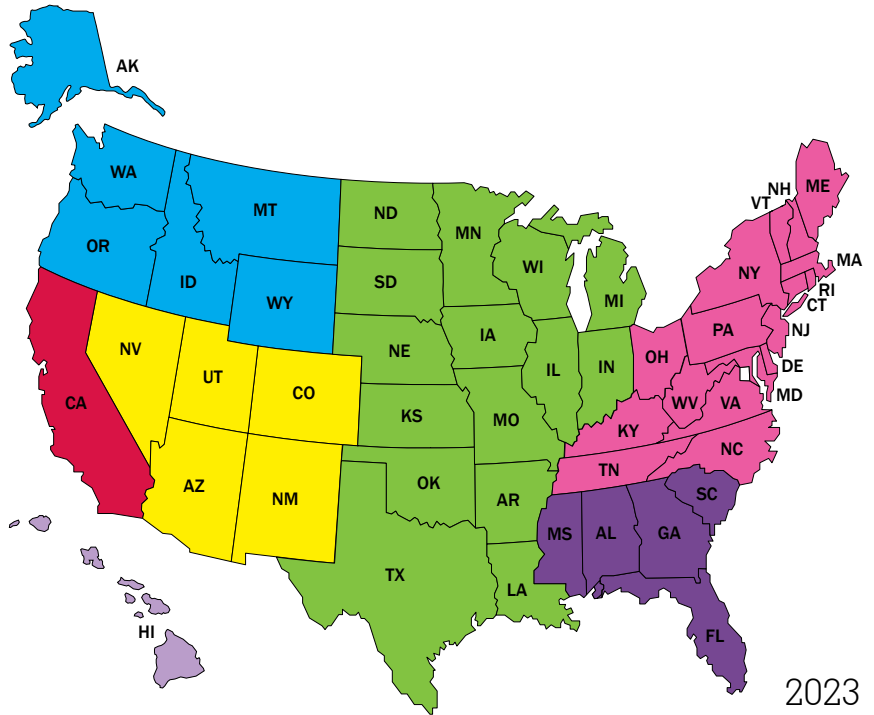 AK
WA
MT
ND
MN
NH
ME
VT
OR
ID
WY
SD
WI
MI
NY
MA
RI
CT
NV
UT
CO
NE
IA
IL
IN
OH
PA
NJ
DE
MD
CA
KS
MO
KY
WV
VA
AZ
NM
OK
AR
TN
NC
SC
TX
LA
MS
AL
GA
HI
FL
2023